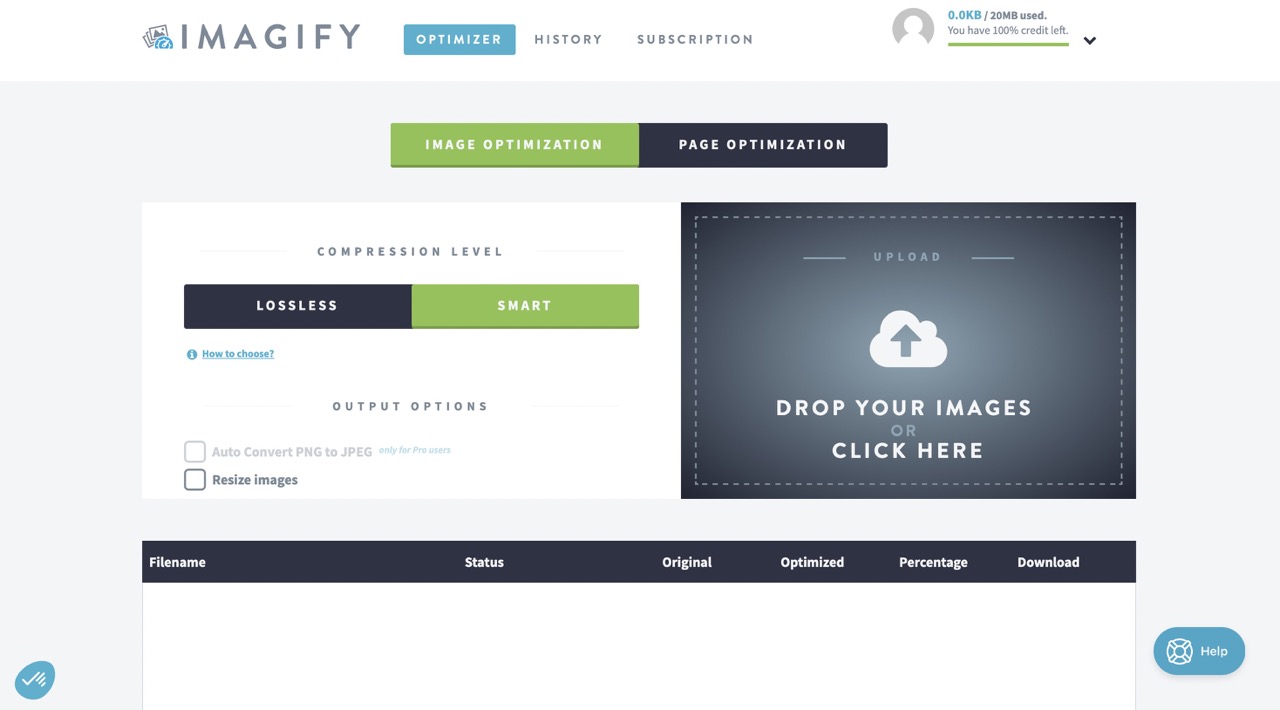 IMAGIFY
OPTIMIZER
HISTORY
SUBSCRIPTION
0.0KB / 20MB used.
You have 100% credit left.
IMAGE OPTIMIZATION
PAGE OPTIMIZATION
COMPRESSION LEVEL
LOSSLESS
SMART
How to choose?
OUTPUT OPTIONS
Auto Convert PNG to JPEG only for Pro users
Resize images
UPLOAD
DROP YOUR IMAGES
OR
CLICK HERE
Filename Status Original Optimized Percentage Download
Help